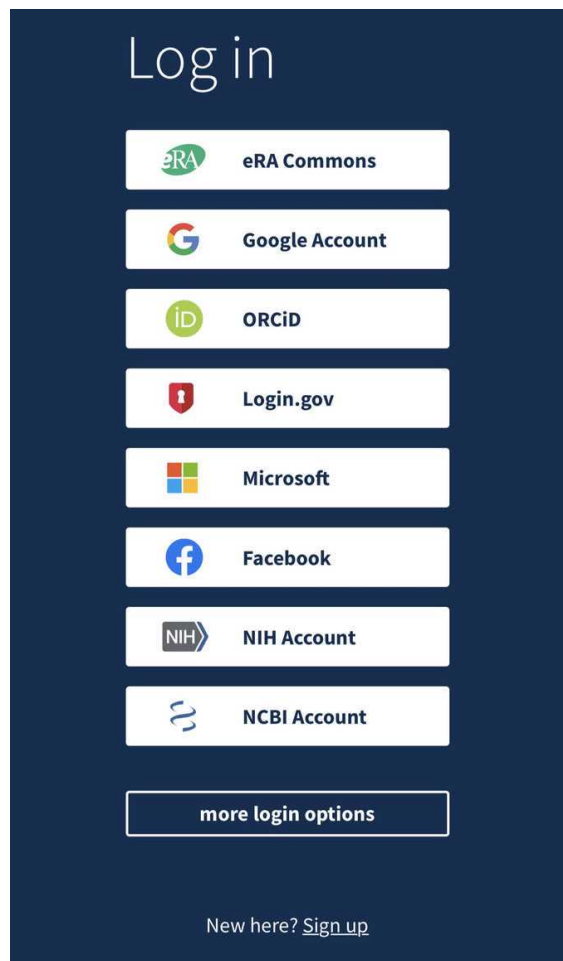 Log in
eRA eRA Commons
Google Account
iD ORCiD
Login.gov
Microsoft
Facebook
NIH NIH Account
NCBI Account
more login options
New here? Sign up